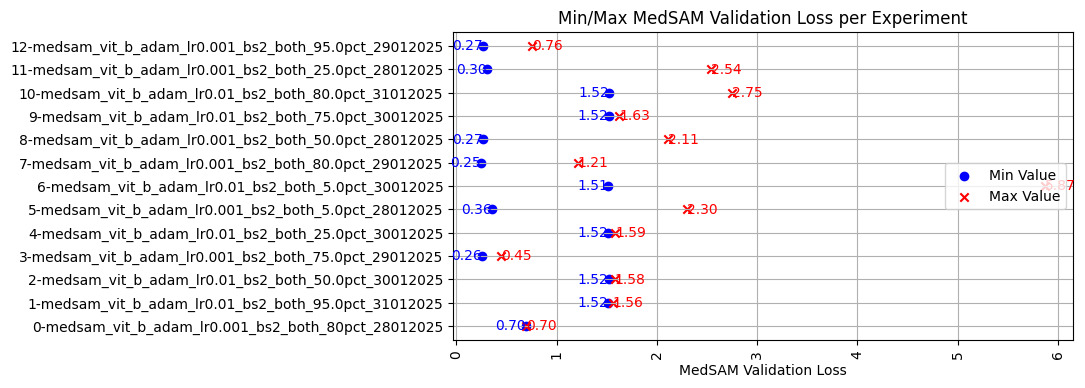 Min/Max MedSAM Validation Loss per Experiment
12-medsam_vit_b_adam_lr0.001_bs2_both_95.0pct_29012025 0.27 0.76
11-medsam_vit_b_adam_lr0.001_bs2_both_25.0pct_28012025 0.30 2.54
10-medsam_vit_b_adam_lr0.01_bs2_both_80.0pct_31012025 1.52 2.75
9-medsam_vit_b_adam_lr0.01_bs2_both_75.0pct_30012025 1.52 1.63
8-medsam_vit_b_adam_lr0.001_bs2_both_50.0pct_28012025 0.27 2.11
7-medsam_vit_b_adam_lr0.001_bs2_both_80.0pct_29012025 0.25 1.21
Min Value
6-medsam_vit_b_adam_lr0.01_bs2_both_5.0pct_30012025 1.51 5.87
Max Value
5-medsam_vit_b_adam_lr0.001_bs2_both_5.0pct_28012025 0.36 2.30
4-medsam_vit_b_adam_lr0.01_bs2_both_25.0pct_30012025 1.52 1.59
3-medsam_vit_b_adam_lr0.001_bs2_both_75.0pct_29012025 0.26 0.45
2-medsam_vit_b_adam_lr0.01_bs2_both_50.0pct_30012025 1.52 1.58
1-medsam_vit_b_adam_lr0.01_bs2_both_95.0pct_31012025 1.52 1.56
0-medsam_vit_b_adam_lr0.001_bs2_both_80pct_28012025 0.70 0.70
0 1 2 3 4 5 6
MedSAM Validation Loss